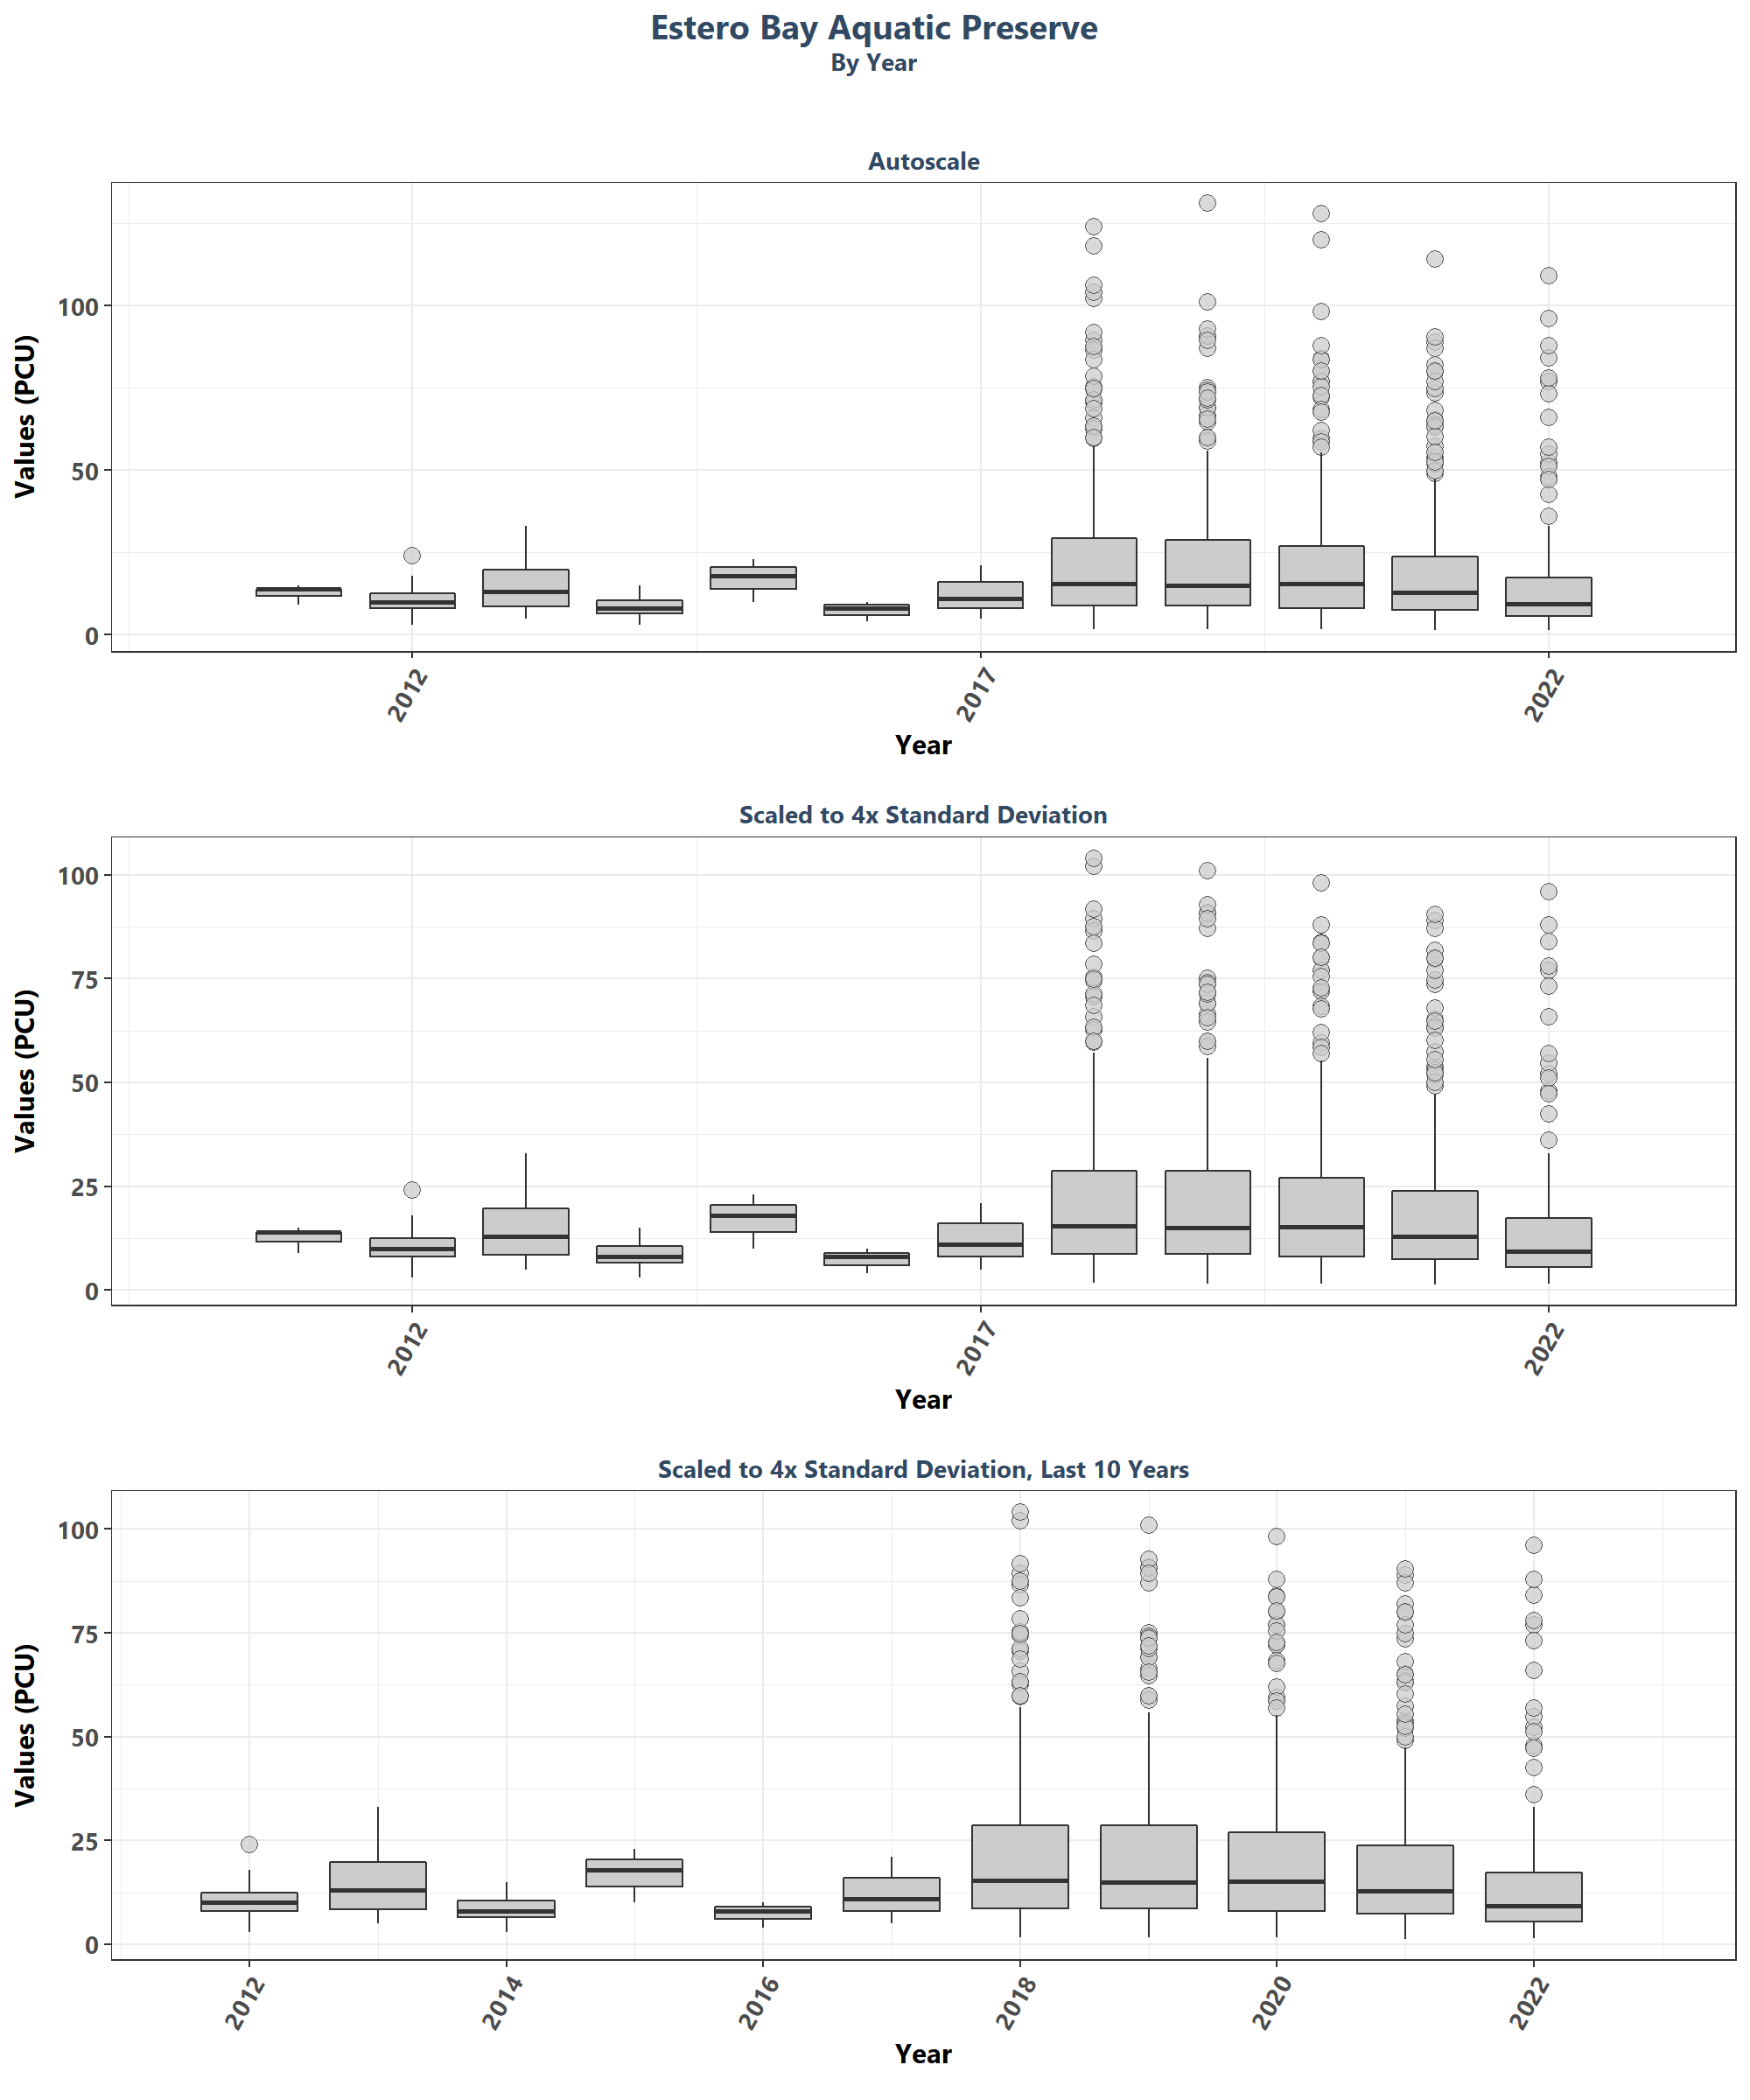 Estero Bay Aquatic Preserve
By Year
Autoscale
Values (PCU)
100
50
0
2012
2017
2022
Year
Scaled to 4x Standard Deviation
Values (PCU)
100
75
50
25
0
2012
2017
2022
Year
Scaled to 4x Standard Deviation, Last 10 Years
Values (PCU)
100
75
50
25
0
2012
2014
2016
2018
2020
2022
Year